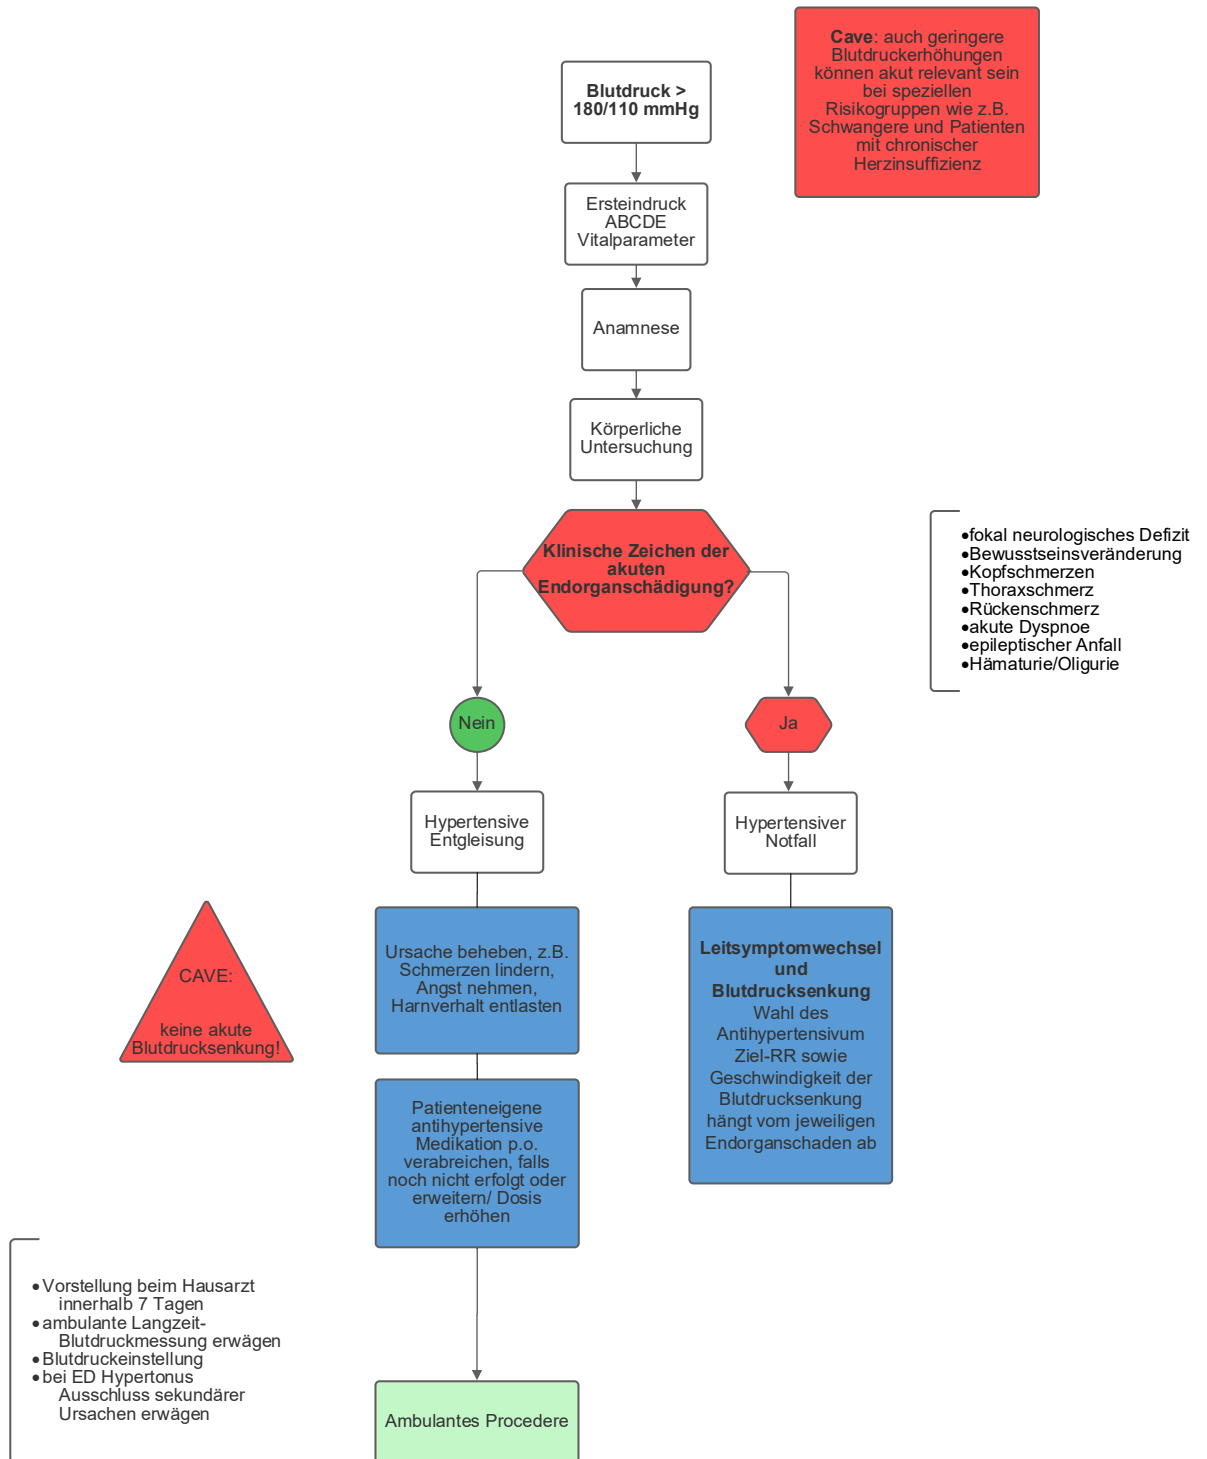 Cave: auch geringere
Blutdruckerhöhungen
können akut relevant sein
bei speziellen
Risikogruppen wie z.B.
Schwangere und Patienten
mit chronischer
Herzinsuffizienz
Blutdruck >
180/110 mmHg
Ersteindruck
ABCDE
Vitalparameter
Anamnese
Körperliche
Untersuchung
Klinische Zeichen der
akuten
Endorganschädigung?
•fokal neurologisches Defizit
•Bewusstseinsveränderung
•Kopfschmerzen
•Thoraxschmerz
•Rückenschmerz
•akute Dyspnoe
•epileptischer Anfall
•Hämaturie/Oligurie
Nein
Ja
Hypertensive
Entgleisung
Hypertensiver
Notfall
CAVE:
keine akute
Blutdrucksenkung!
Ursache beheben, z.B.
Schmerzen lindern,
Angst nehmen,
Harnverhalt entlasten
Leitsymptomwechsel
und
Blutdrucksenkung
Wahl des
Antihypertensivum
Ziel-RR sowie
Geschwindigkeit der
Blutdrucksenkung
hängt vom jeweiligen
Endorganschaden ab
Patienteneigene
antihypertensive
Medikation p.o.
verabreichen, falls
noch nicht erfolgt oder
erweitern/ Dosis
erhöhen
•Vorstellung beim Hausarzt
innerhalb 7 Tagen
•ambulante Langzeit-
Blutdruckmessung erwägen
•Blutdruckeinstellung
•bei ED Hypertonus
Ausschluss sekundärer
Ursachen erwägen
Ambulantes Procedere